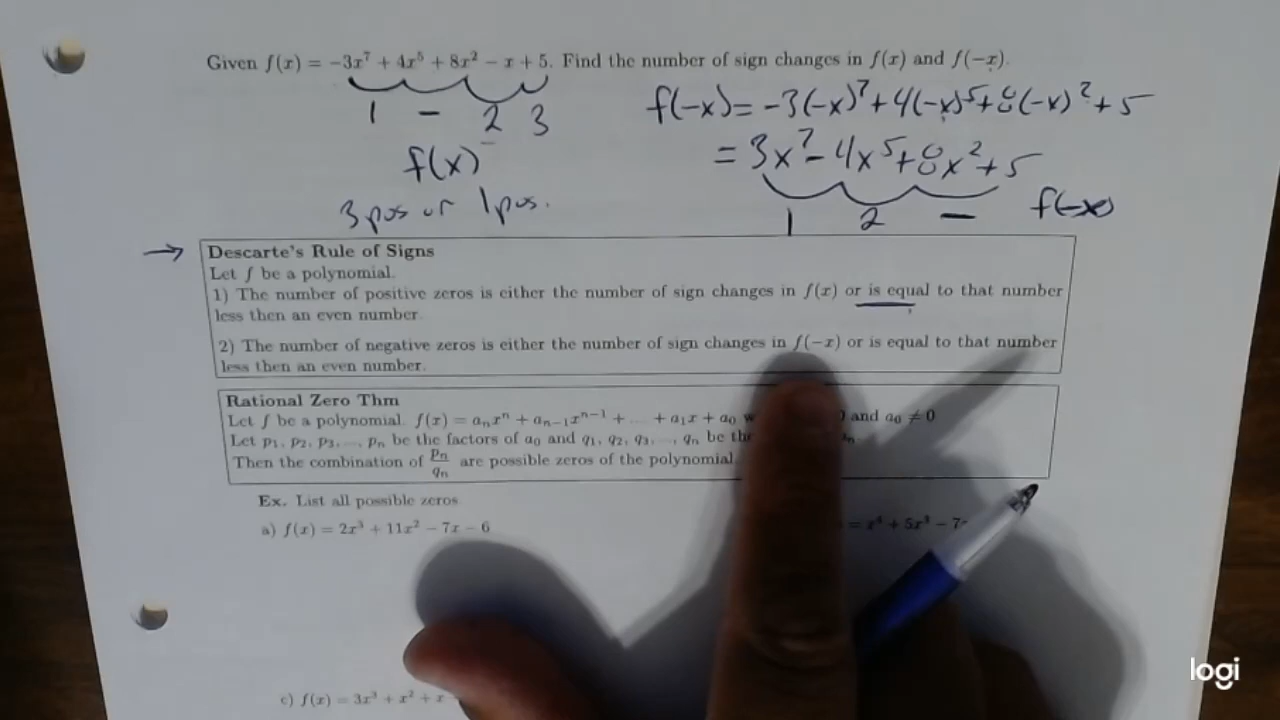 Given f(x) = −3x⁷ + 4x⁵ + 8x² − x + 5. Find the number of sign changes in f(x) and f(−x).
1 − 2 3
f(x)
3 pos or 1 pos.
f(−x) = −3(−x)⁷ + 4(−x)⁵ + 8(−x)² + 5
= 3x⁷ − 4x⁵ + 8x² + 5
1 2 − f(−x)
→ Descarte's Rule of Signs
Let f be a polynomial.
1) The number of positive zeros is either the number of sign changes in f(x) or is equal to that number
less then an even number.
2) The number of negative zeros is either the number of sign changes in f(−x) or is equal to that number
less then an even number.
Rational Zero Thm
Let f be a polynomial. f(x) = aₙxⁿ + aₙ₋₁xⁿ⁻¹ + ... + a₁x + a₀ and a₀ ≠ 0
Let p₁, p₂, p₃, ..., pₙ be the factors of a₀ and q₁, q₂, q₃, ..., qₙ be the
Then the combination of pₙ/qₙ are possible zeros of the polynomial.
Ex. List all possible zeros
a) f(x) = 2x³ + 11x² − 7x − 6
c) f(x) = 3x³ + x² + x
logi